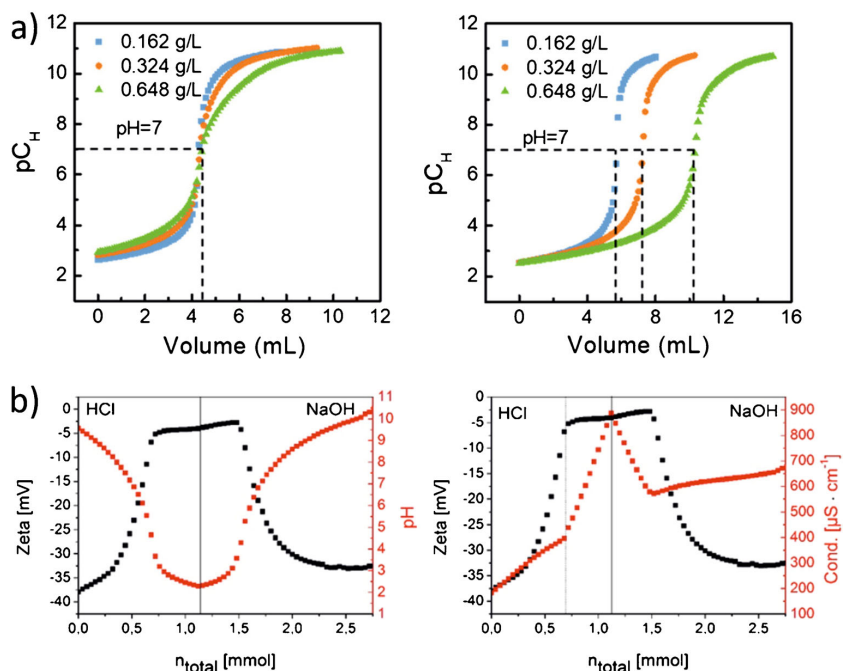 a)
12
10
8
6
4
2
pC_H
0.162 g/L
0.324 g/L
0.648 g/L
pH=7
0 2 4 6 8 10 12
Volume (mL)
12
10
8
6
4
2
pC_H
0.162 g/L
0.324 g/L
0.648 g/L
pH=7
0 4 8 12 16
Volume (mL)
b)
0
-5
-10
-15
-20
-25
-30
-35
-40
Zeta [mV]
HCl NaOH
11
10
9
8
7
6
5
4
3
2
1
pH
0.0 0.5 1.0 1.5 2.0 2.5
n_total [mmol]
0
-5
-10
-15
-20
-25
-30
-35
-40
Zeta [mV]
HCl NaOH
900
800
700
600
500
400
300
200
100
Cond. [µS · cm⁻¹]
0,0 0,5 1,0 1,5 2,0 2,5
n_total [mmol]